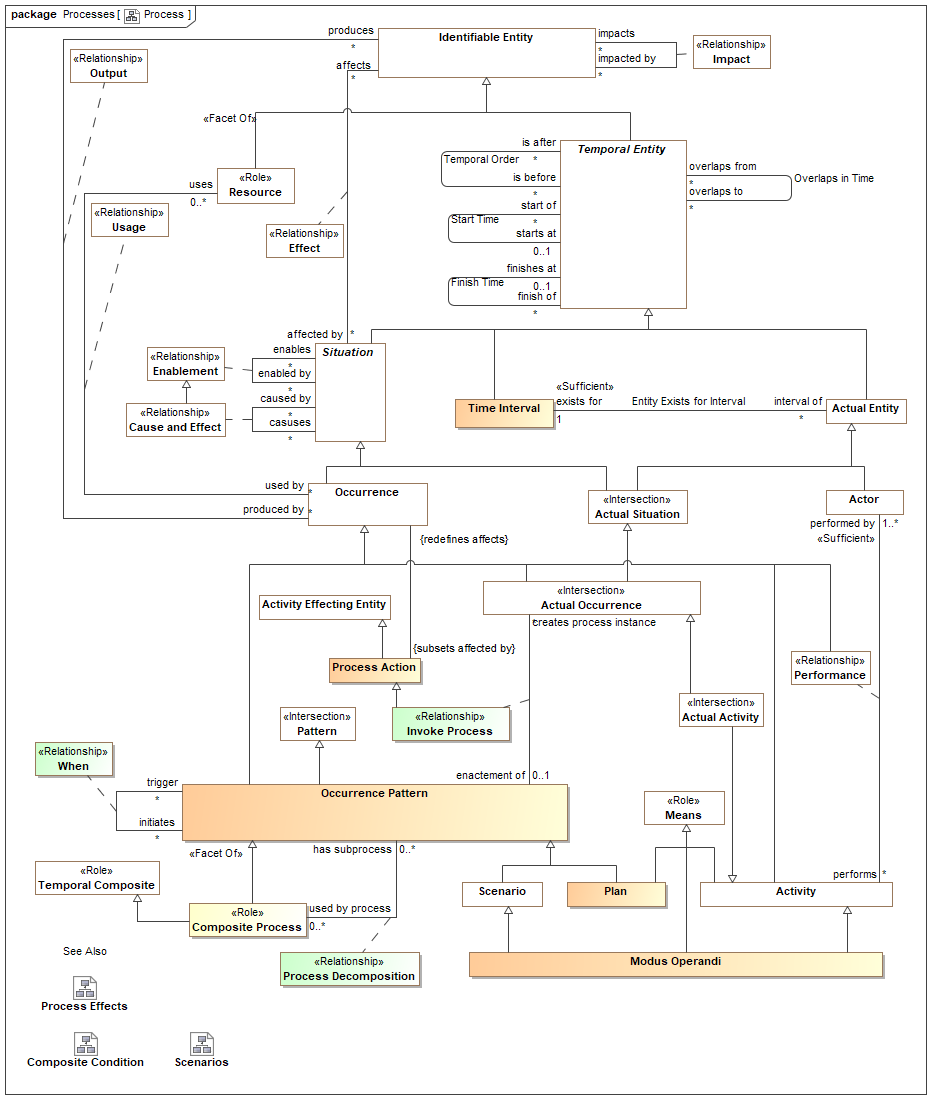 package Processes [ Process ]
produces
*
Identifiable Entity
impacts
*
impacted by
*
«Relationship»
Impact
«Relationship»
Output
affects
*
«Facet Of»
is after
*
Temporal Order
is before
*
Temporal Entity
overlaps from
*
Overlaps in Time
overlaps to
*
«Role»
Resource
uses
0..*
«Relationship»
Usage
start of
*
Start Time
starts at
0..1
«Relationship»
Effect
finishes at
0..1
Finish Time
finish of
*
affected by *
Situation
enables
*
enabled by
*
caused by
*
casuses
*
«Relationship»
Enablement
«Relationship»
Cause and Effect
Time Interval
«Sufficient»
exists for
1
Entity Exists for Interval
interval of
*
Actual Entity
used by
*
produced by
*
Occurrence
«Intersection»
Actual Situation
Actor
performed by 1..*
«Sufficient»
{redefines affects}
Activity Effecting Entity
«Intersection»
Actual Occurrence
creates process instance
*
{subsets affected by}
Process Action
«Relationship»
Performance
«Intersection»
Pattern
«Relationship»
Invoke Process
«Intersection»
Actual Activity
«Relationship»
When
trigger
*
initiates
*
enactement of 0..1
Occurrence Pattern
«Role»
Means
«Facet Of»
has subprocess 0..*
«Role»
Temporal Composite
Scenario
Plan
performs *
Activity
«Role»
Composite Process
used by process
0..*
«Relationship»
Process Decomposition
Modus Operandi
See Also
Process Effects
Composite Condition
Scenarios